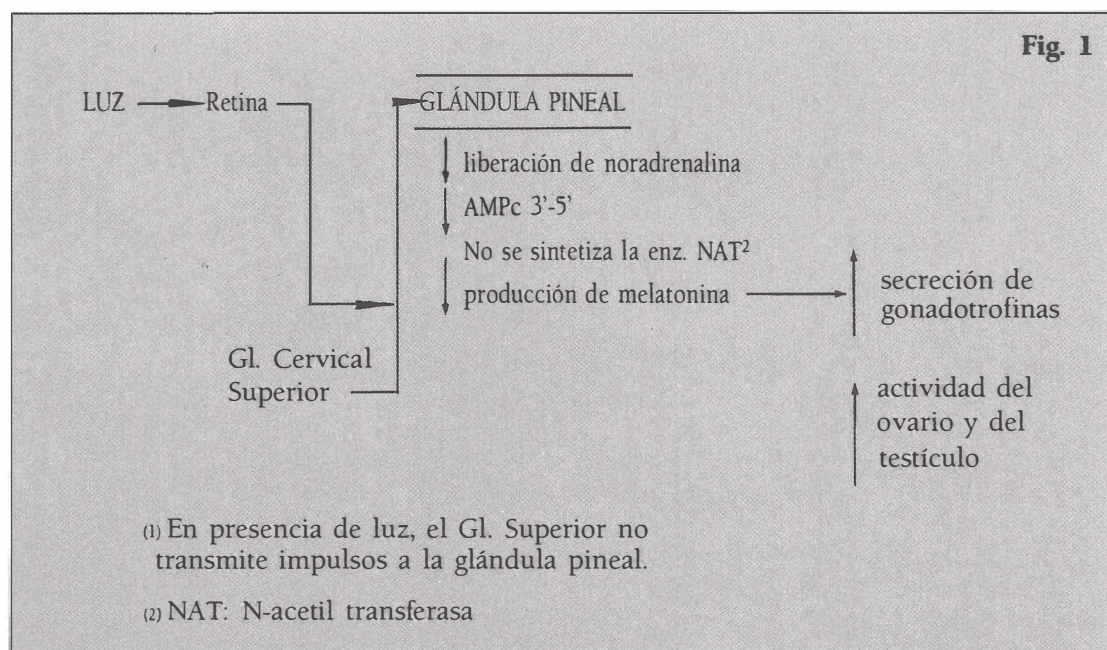 Fig. 1
LUZ
Retina
GLÁNDULA PINEAL
liberación de noradrenalina
AMPc 3'-5'
No se sintetiza la enz. NAT²
producción de melatonina
secreción de
gonadotrofinas
Gl. Cervical
Superior
actividad del
ovario y del
testículo
(1) En presencia de luz, el Gl. Superior no
transmite impulsos a la glándula pineal.
(2) NAT: N-acetil transferasa